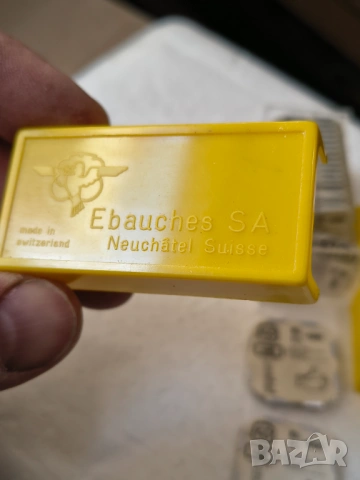 Ebauches SA
Neuchâtel Suisse
made in
switzerland
BAZAR
bg